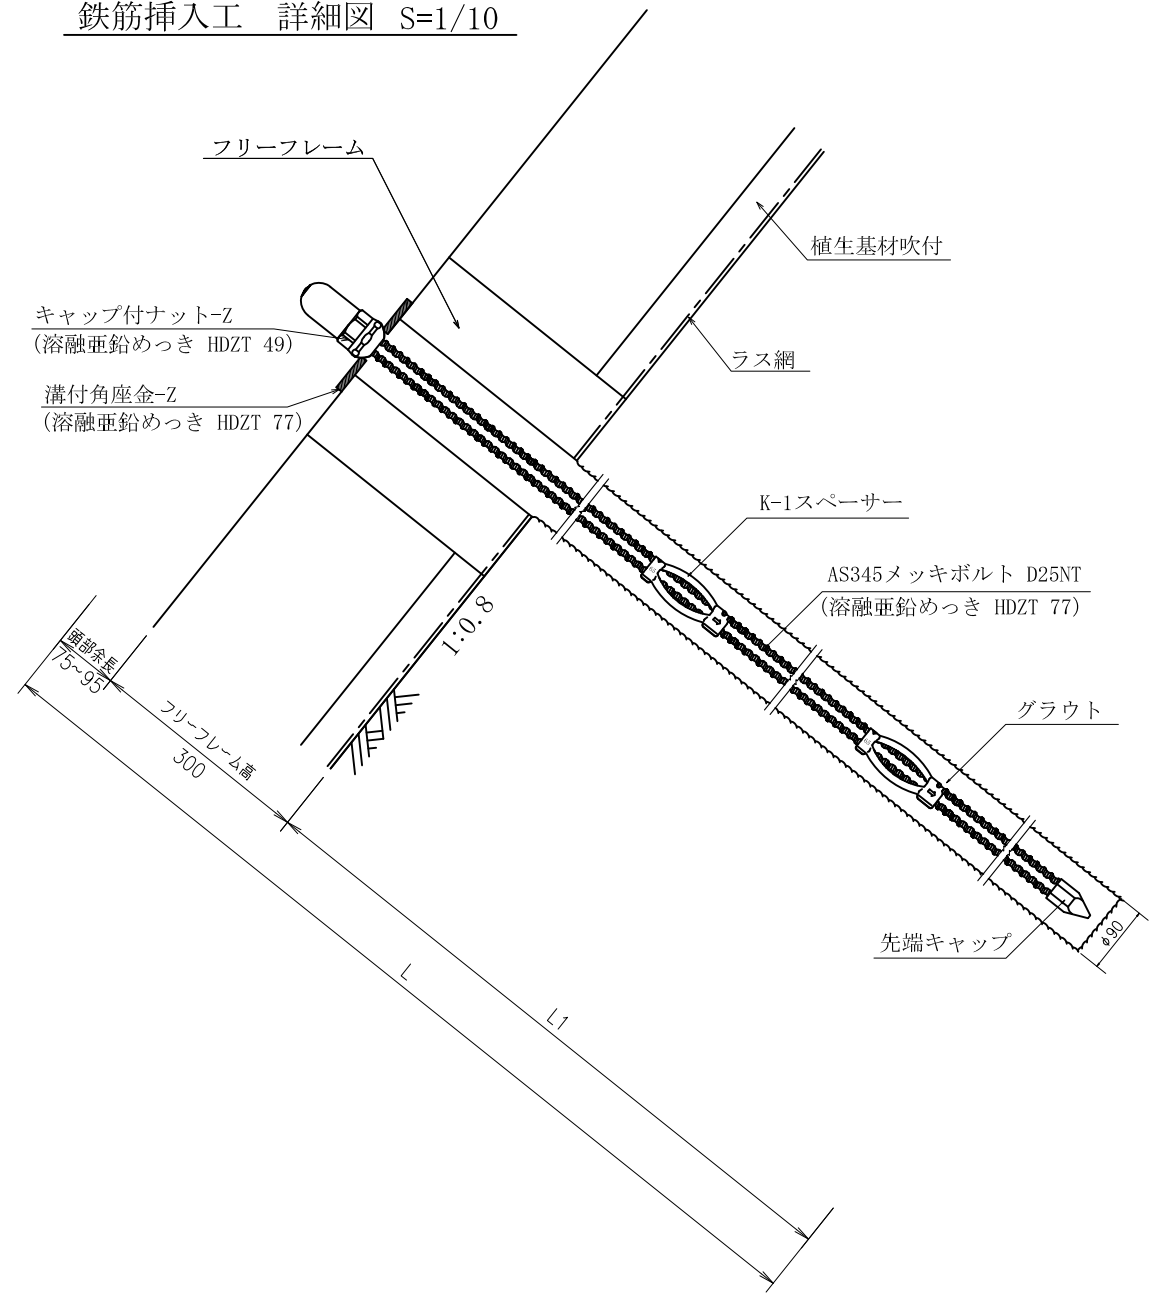 鉄筋挿入工　詳細図 S=1/10
フリーフレーム
植生基材吹付
キャップ付ナット-Z
(溶融亜鉛めっき HDZT 49)
ラス網
溝付角座金-Z
(溶融亜鉛めっき HDZT 77)
K-1スペーサー
AS345メッキボルト D25NT
(溶融亜鉛めっき HDZT 77)
1:0.8
頭部余長
75~95
フリーフレーム高
300
グラウト
先端キャップ
φ90
L
L1